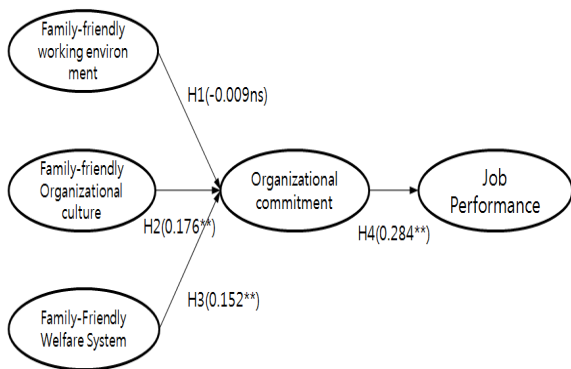 Family-friendly
working environ
ment
H1(-0.009ns)
Family-friendly
Organizational
culture
H2(0.176**)
Organizational
commitment
Job
Performance
H4(0.284**)
H3(0.152**)
Family-Friendly
Welfare System